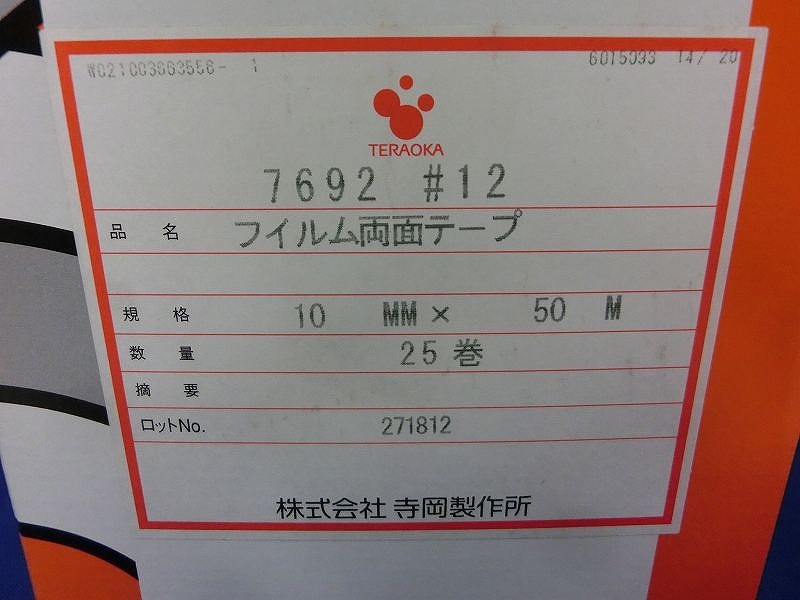 W021003863556- 1
6015093 14/ 20
TERAOKA
7692 #12
品 名 フイルム両面テープ
規 格 10 MM × 50 M
数 量 25 巻
摘 要
ロットNo. 271812
株式会社 寺岡製作所